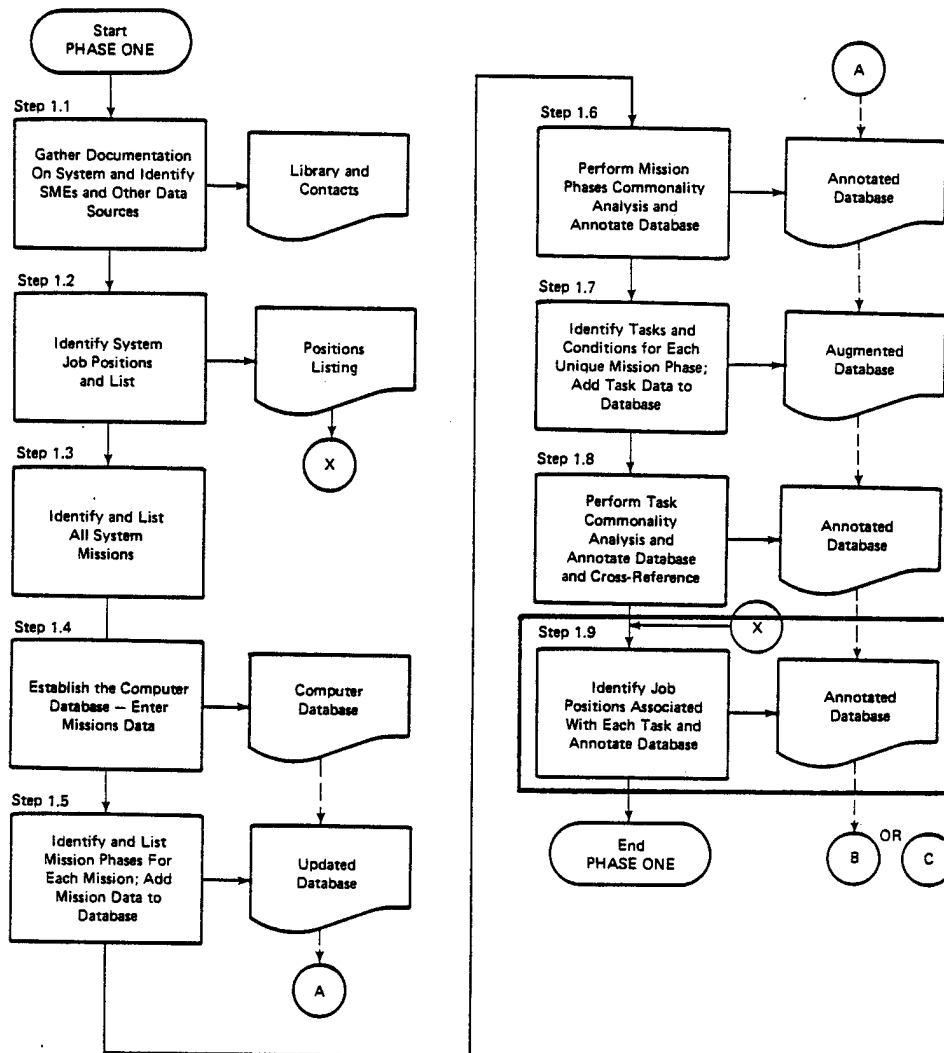 Start
PHASE ONE
Step 1.1
Gather Documentation
On System and Identify
SMEs and Other Data
Sources
Library and
Contacts
Step 1.2
Identify System
Job Positions
and List
Positions
Listing
X
Step 1.3
Identify and List
All System
Missions
Step 1.4
Establish the Computer
Database — Enter
Missions Data
Computer
Database
Step 1.5
Identify and List
Mission Phases For
Each Mission; Add
Mission Data to
Database
Updated
Database
A
A
Step 1.6
Perform Mission
Phases Commonality
Analysis and
Annotate Database
Annotated
Database
Step 1.7
Identify Tasks and
Conditions for Each
Unique Mission Phase;
Add Task Data to
Database
Augmented
Database
Step 1.8
Perform Task
Commonality
Analysis and
Annotate Database
and Cross-Reference
Annotated
Database
X
Step 1.9
Identify Job
Positions Associated
With Each Task and
Annotate Database
Annotated
Database
End
PHASE ONE
B OR C